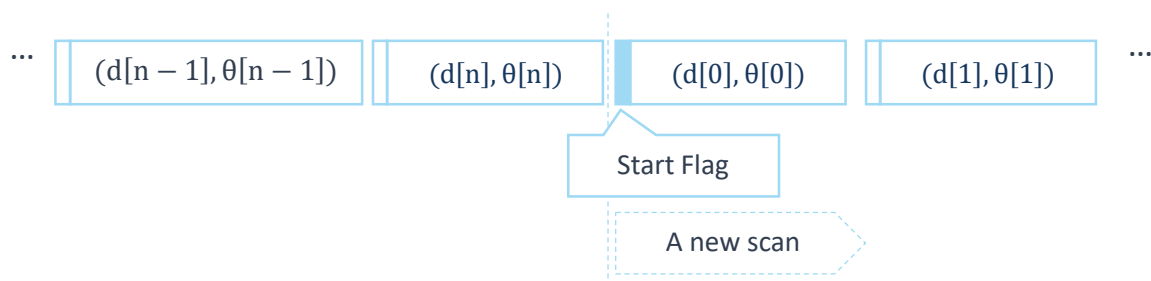 ... (d[n − 1], θ[n − 1]) (d[n], θ[n]) (d[0], θ[0]) (d[1], θ[1]) ...
Start Flag
A new scan